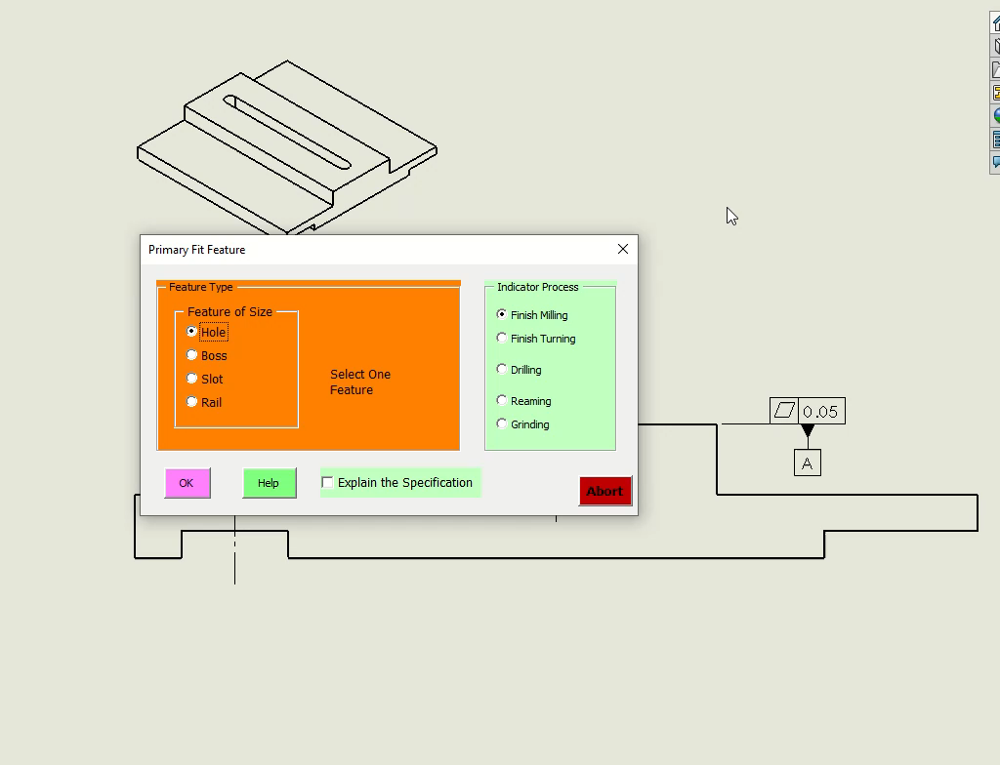 Primary Fit Feature
Feature Type
Feature of Size
Hole
Boss
Slot
Rail
Select One
Feature
Indicator Process
Finish Milling
Finish Turning
Drilling
Reaming
Grinding
OK
Help
Explain the Specification
Abort
0.05
A